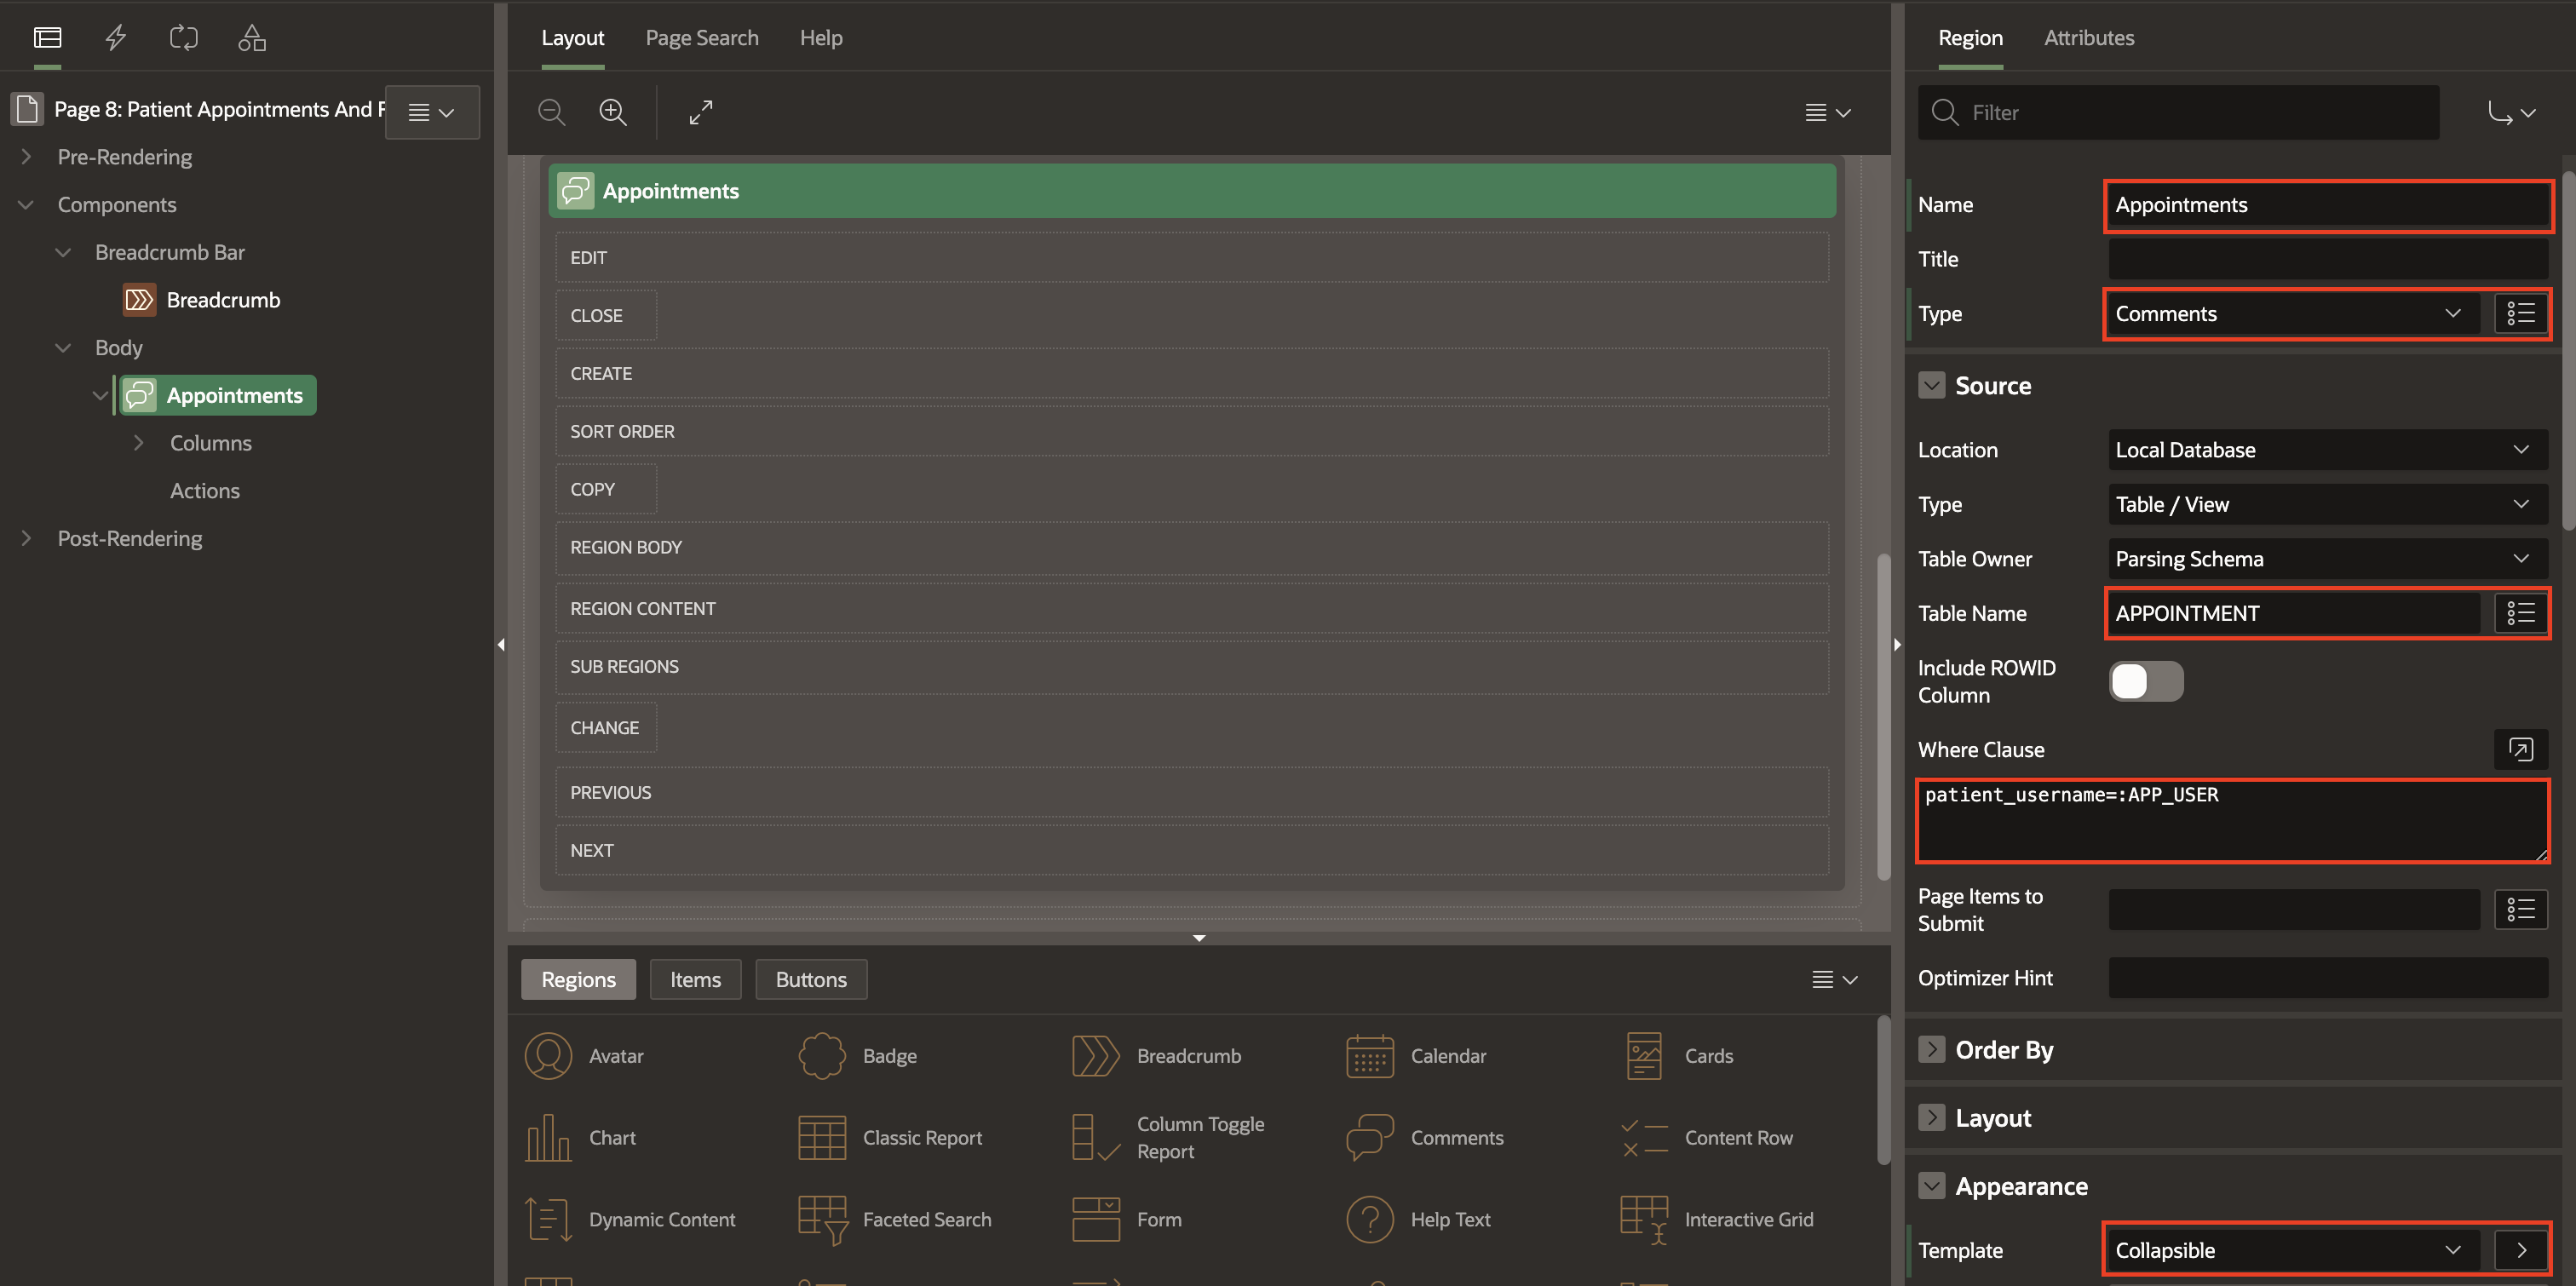 Page 8: Patient Appointments And F
Pre-Rendering
Components
Breadcrumb Bar
Breadcrumb
Body
Appointments
Columns
Actions
Post-Rendering
Layout
Page Search
Help
Appointments
EDIT
CLOSE
CREATE
SORT ORDER
COPY
REGION BODY
REGION CONTENT
SUB REGIONS
CHANGE
PREVIOUS
NEXT
Regions
Items
Buttons
Avatar
Badge
Breadcrumb
Calendar
Cards
Chart
Classic Report
Column Toggle
Report
Comments
Content Row
Dynamic Content
Faceted Search
Form
Help Text
Interactive Grid
Region
Attributes
Filter
Name
Appointments
Title
Type
Comments
Source
Location
Local Database
Type
Table / View
Table Owner
Parsing Schema
Table Name
APPOINTMENT
Include ROWID
Column
Where Clause
patient_username=:APP_USER
Page Items to
Submit
Optimizer Hint
Order By
Layout
Appearance
Template
Collapsible